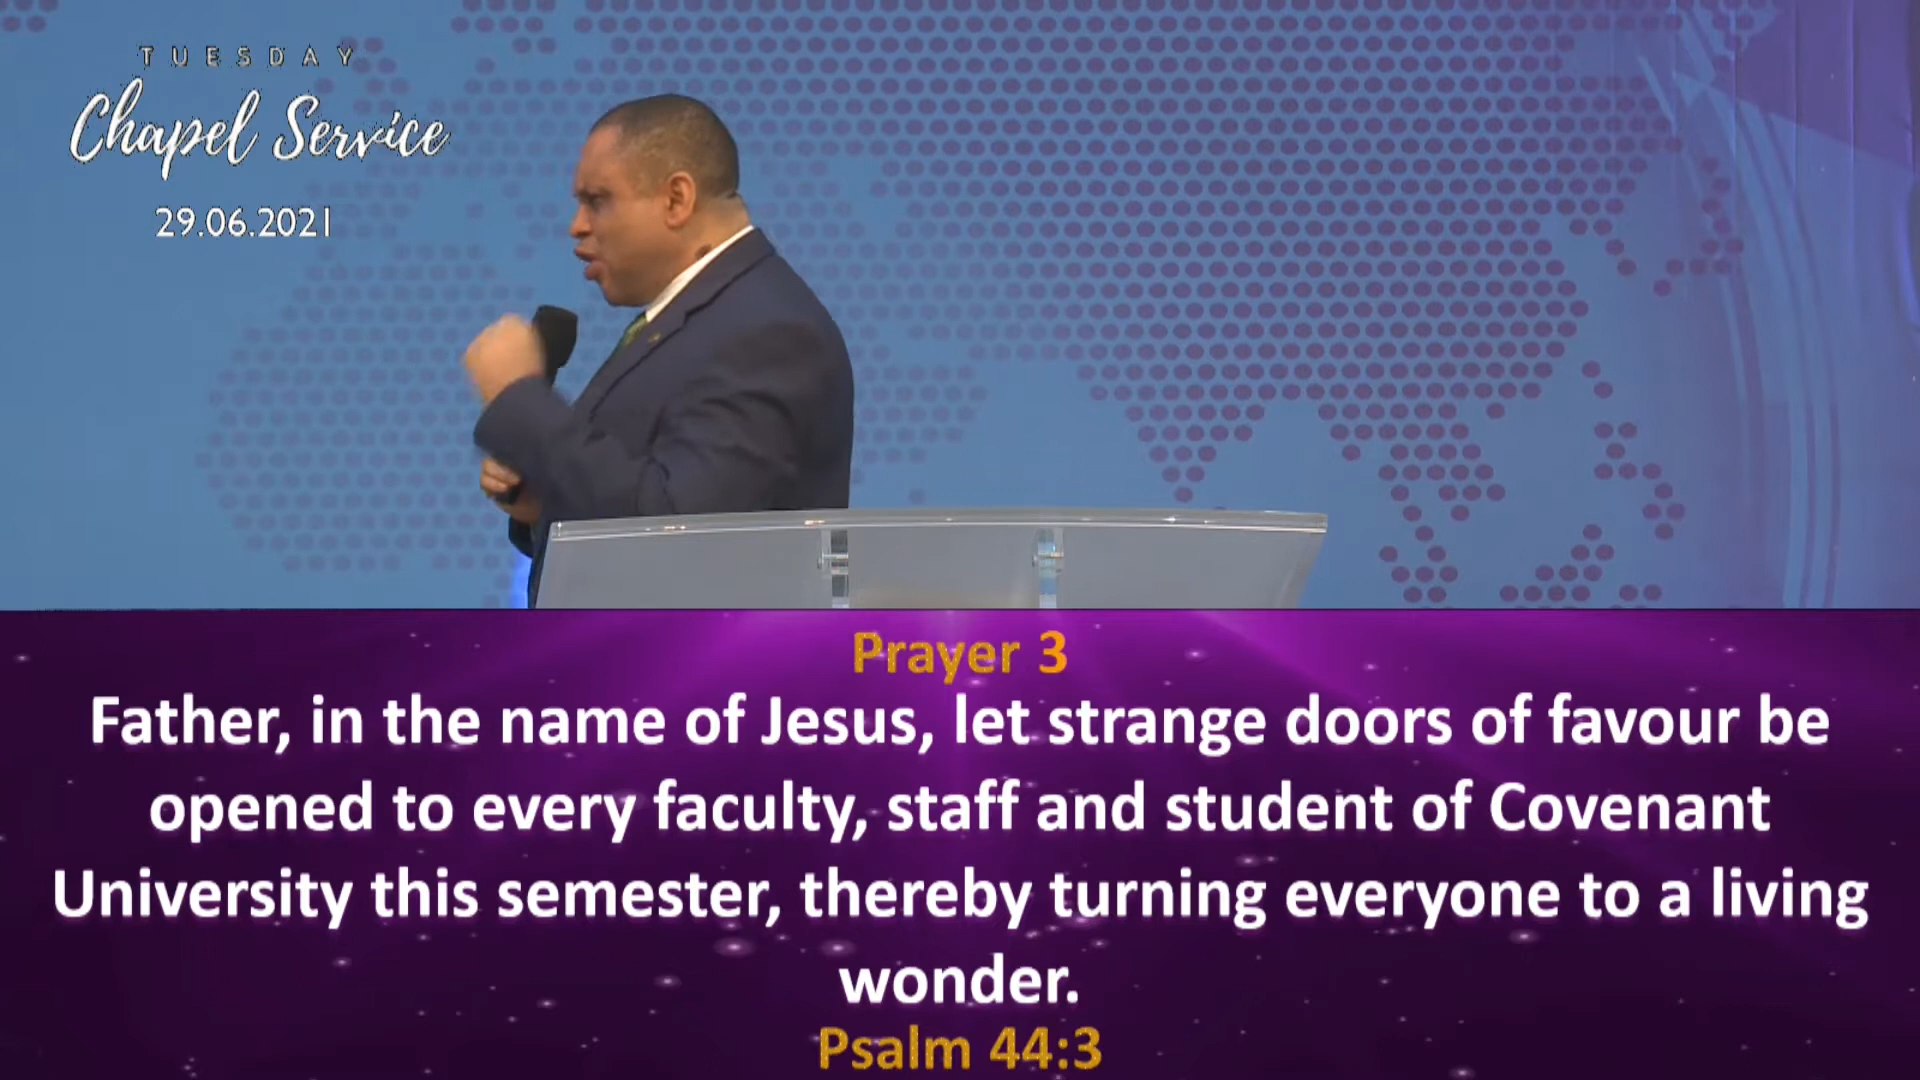 TUESDAY
Chapel Service
29.06.2021
Prayer 3
Father, in the name of Jesus, let strange doors of favour be
opened to every faculty, staff and student of Covenant
University this semester, thereby turning everyone to a living
wonder.
Psalm 44:3